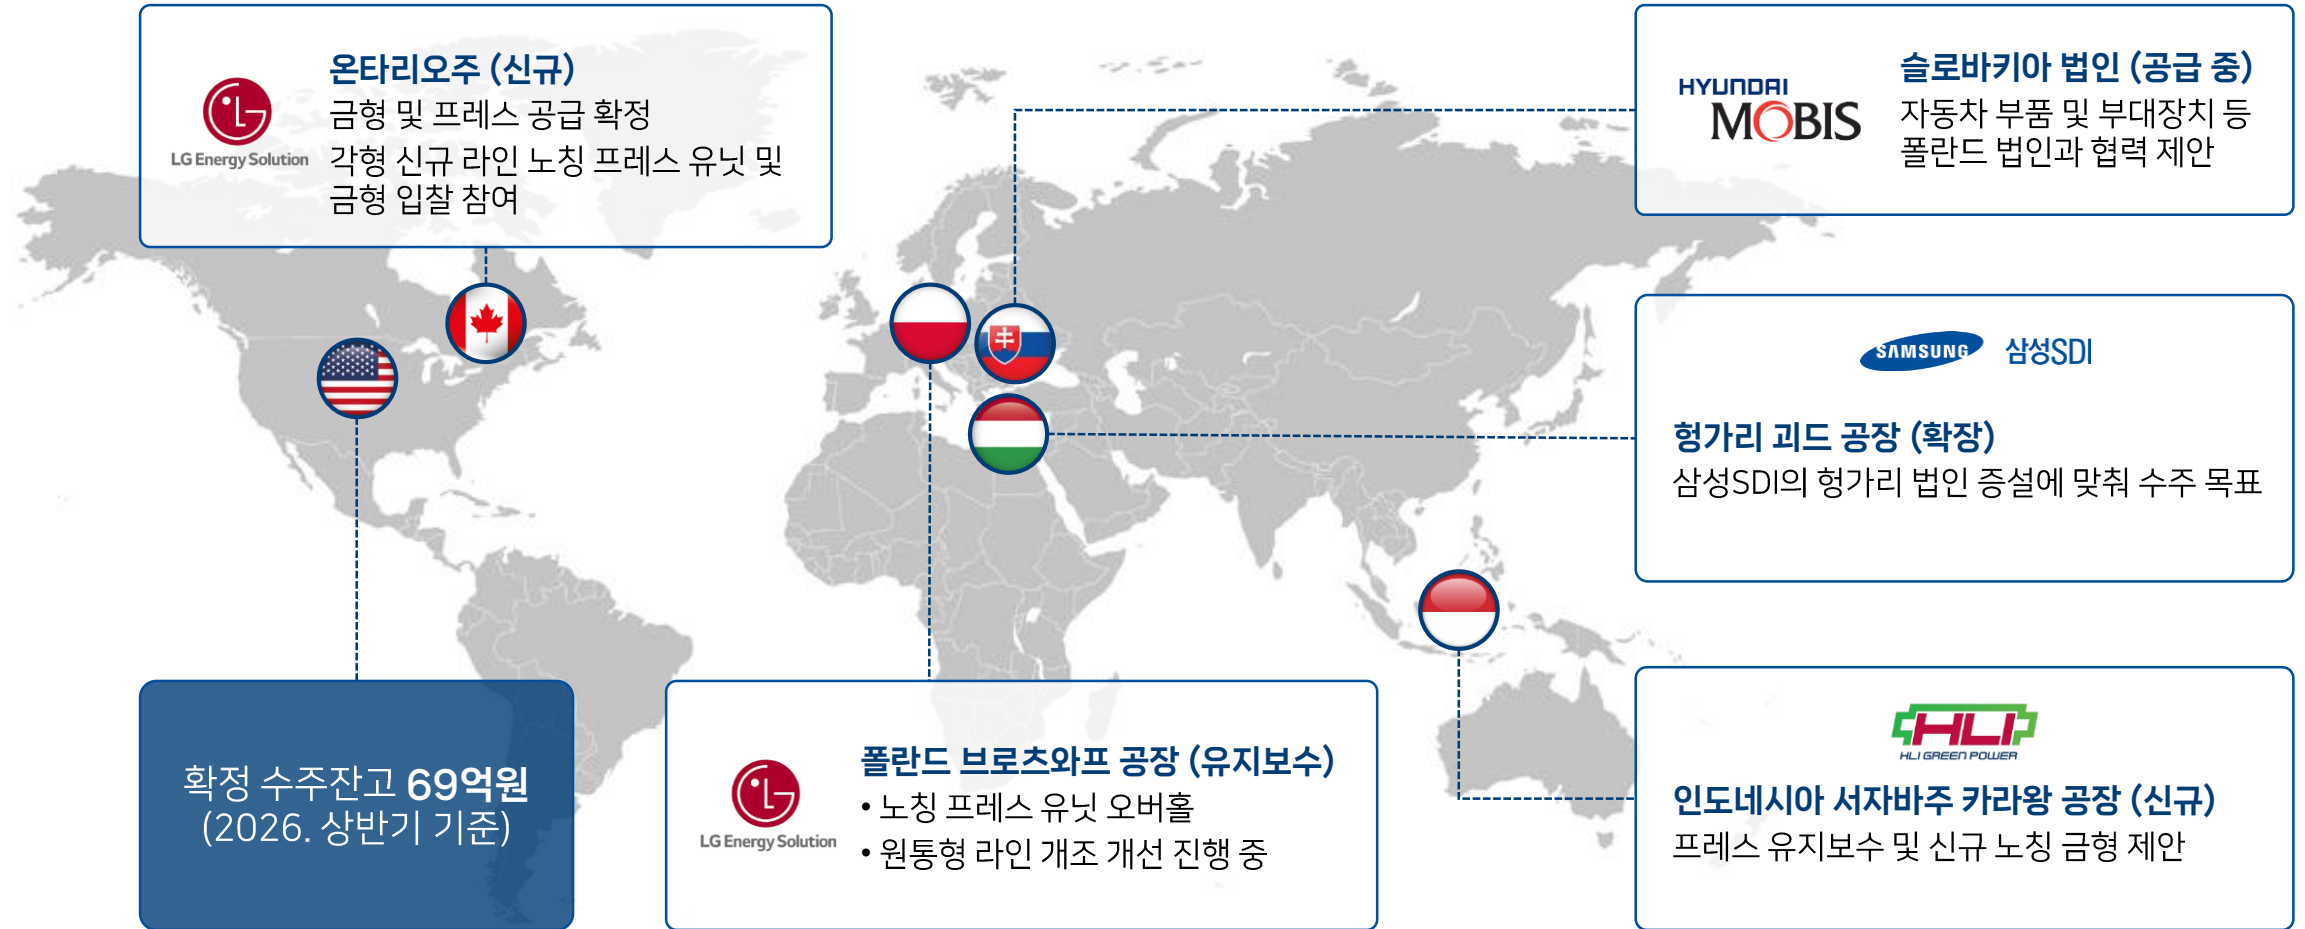 LG Energy Solution
온타리오주 (신규)
금형 및 프레스 공급 확정
각형 신규 라인 노칭 프레스 유닛 및
금형 입찰 참여
HYUNDAI
MOBIS
슬로바키아 법인 (공급 중)
자동차 부품 및 부대장치 등
폴란드 법인과 협력 제안
SAMSUNG 삼성SDI
헝가리 괴드 공장 (확장)
삼성SDI의 헝가리 법인 증설에 맞춰 수주 목표
확정 수주잔고 69억원
(2026. 상반기 기준)
LG Energy Solution
폴란드 브로츠와프 공장 (유지보수)
• 노칭 프레스 유닛 오버홀
• 원통형 라인 개조 개선 진행 중
HLI
HLI GREEN POWER
인도네시아 서자바주 카라왕 공장 (신규)
프레스 유지보수 및 신규 노칭 금형 제안